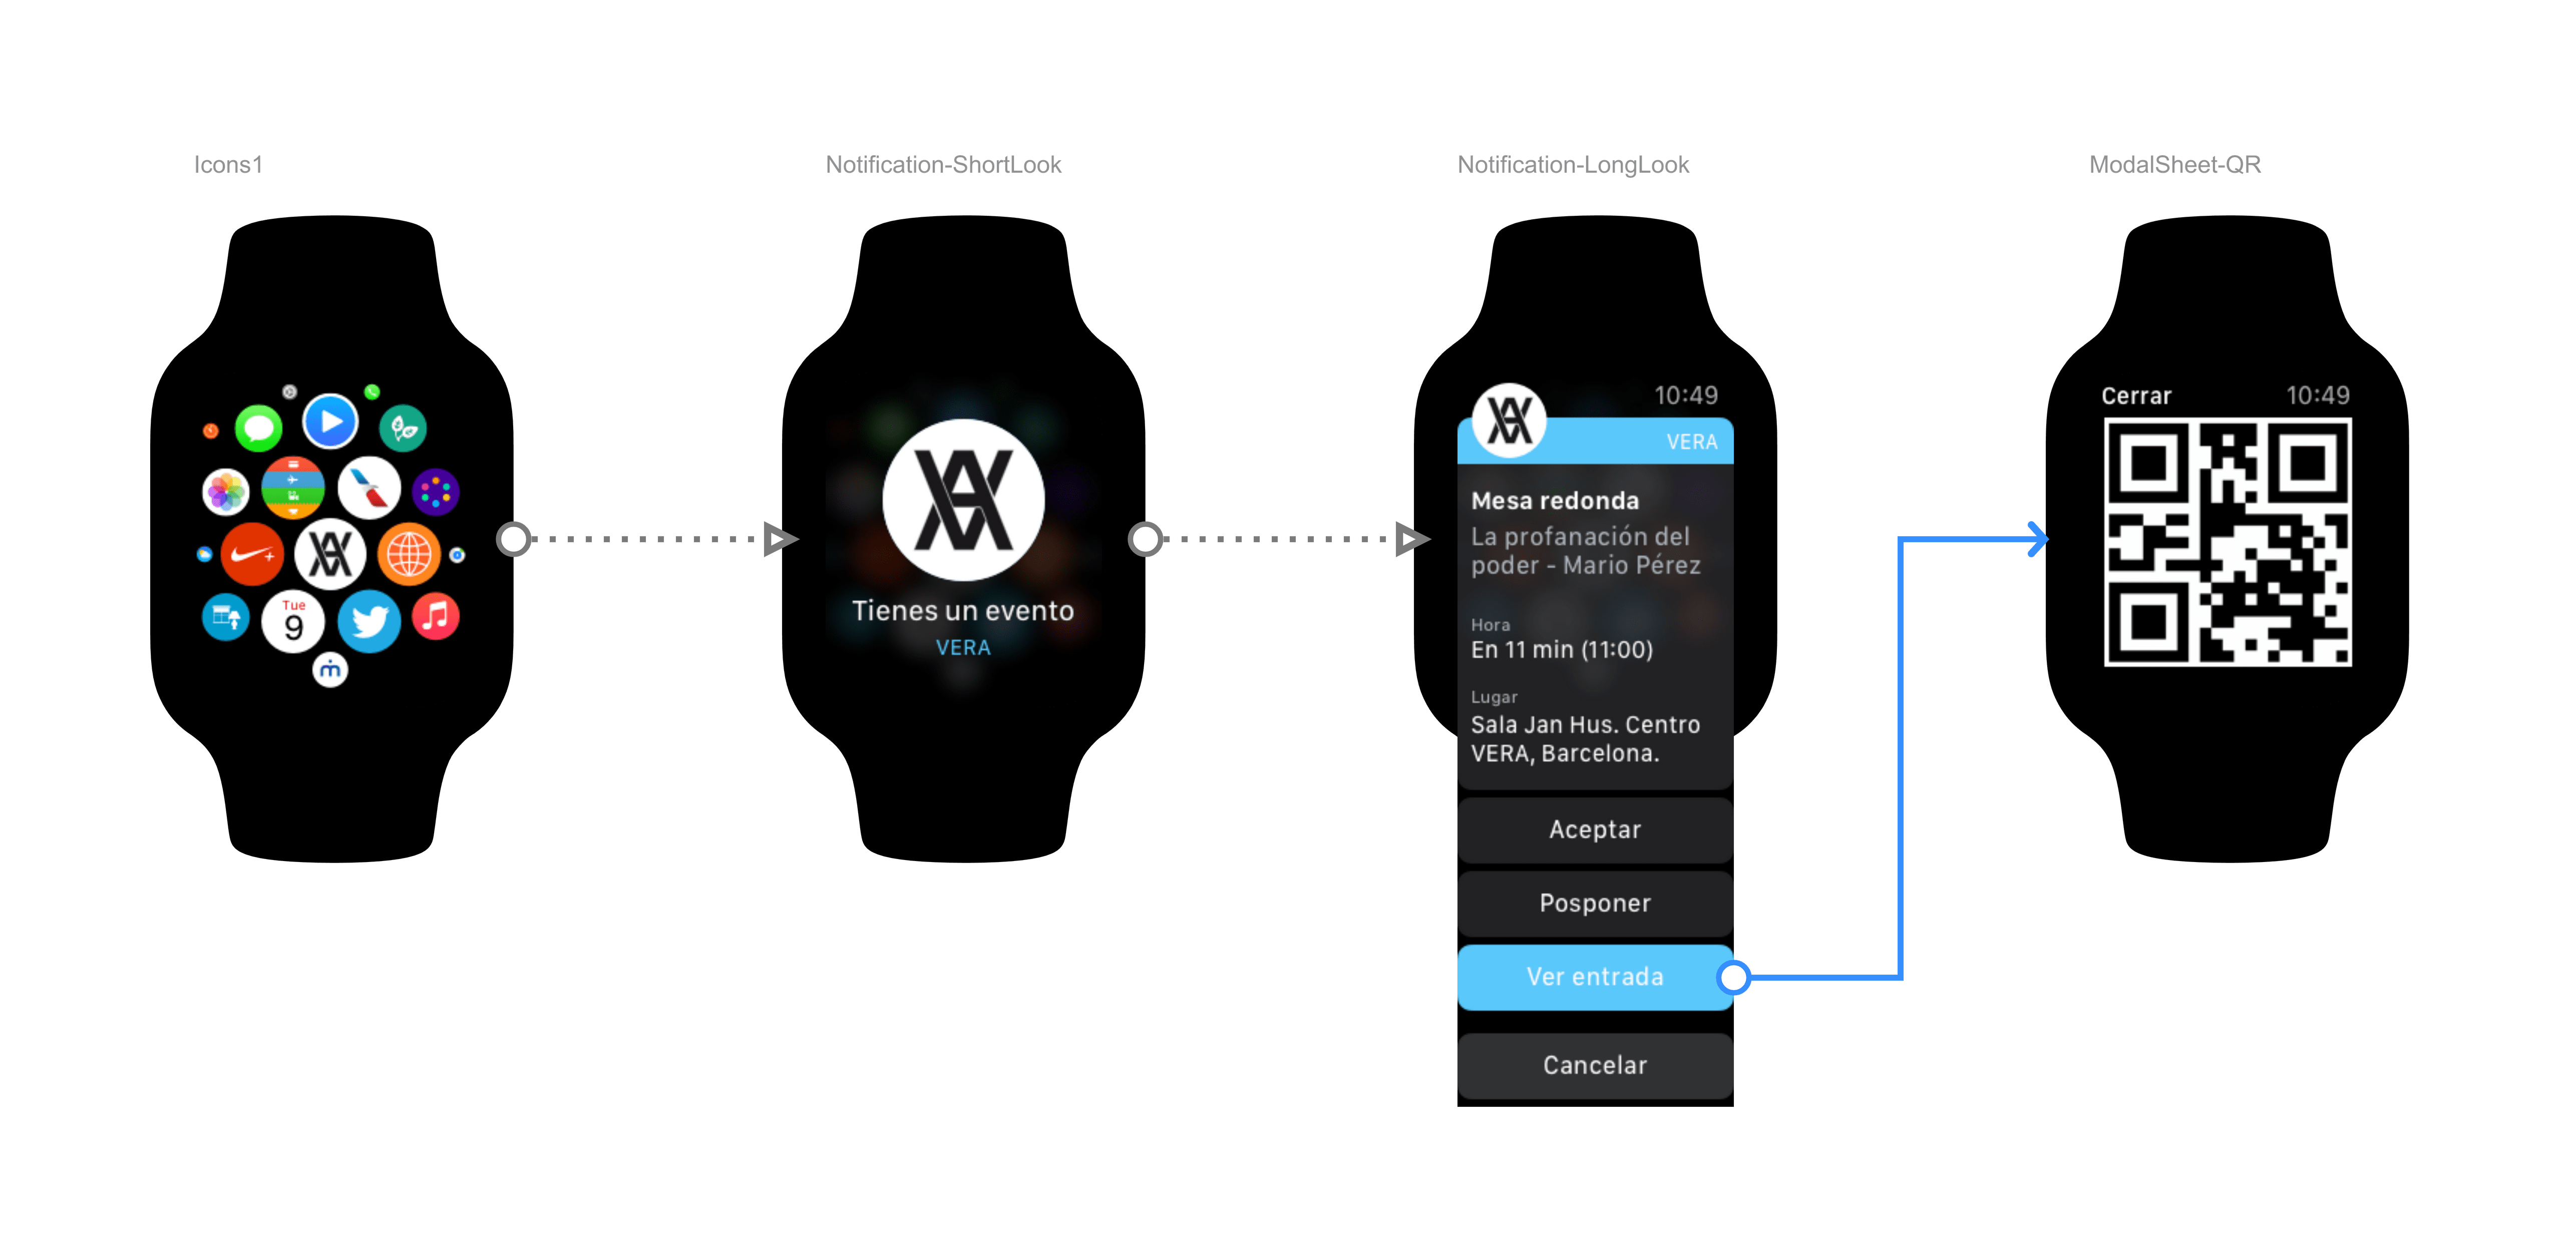 Icons1
Tue
9
Notification-ShortLook
Tienes un evento
VERA
Notification-LongLook
10:49
VERA
Mesa redonda
La profanación del
poder - Mario Pérez
Hora
En 11 min (11:00)
Lugar
Sala Jan Hus. Centro
VERA, Barcelona.
Aceptar
Posponer
Ver entrada
Cancelar
ModalSheet-QR
Cerrar
10:49